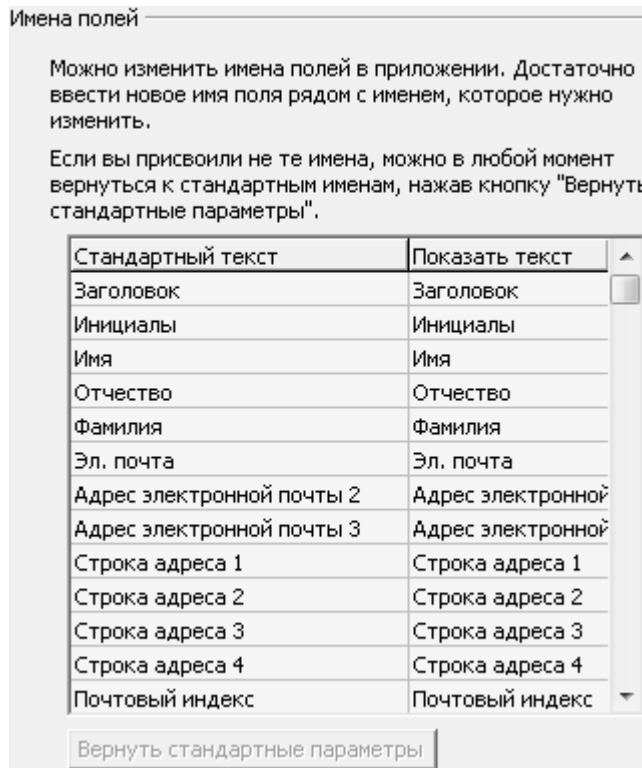 Имена полей
Можно изменить имена полей в приложении. Достаточно
ввести новое имя поля рядом с именем, которое нужно
изменить.
Если вы присвоили не те имена, можно в любой момент
вернуться к стандартным именам, нажав кнопку "Вернуть
стандартные параметры".
Стандартный текст Показать текст
Заголовок Заголовок
Инициалы Инициалы
Имя Имя
Отчество Отчество
Фамилия Фамилия
Эл. почта Эл. почта
Адрес электронной почты 2 Адрес электронной
Адрес электронной почты 3 Адрес электронной
Строка адреса 1 Строка адреса 1
Строка адреса 2 Строка адреса 2
Строка адреса 3 Строка адреса 3
Строка адреса 4 Строка адреса 4
Почтовый индекс Почтовый индекс
Вернуть стандартные параметры